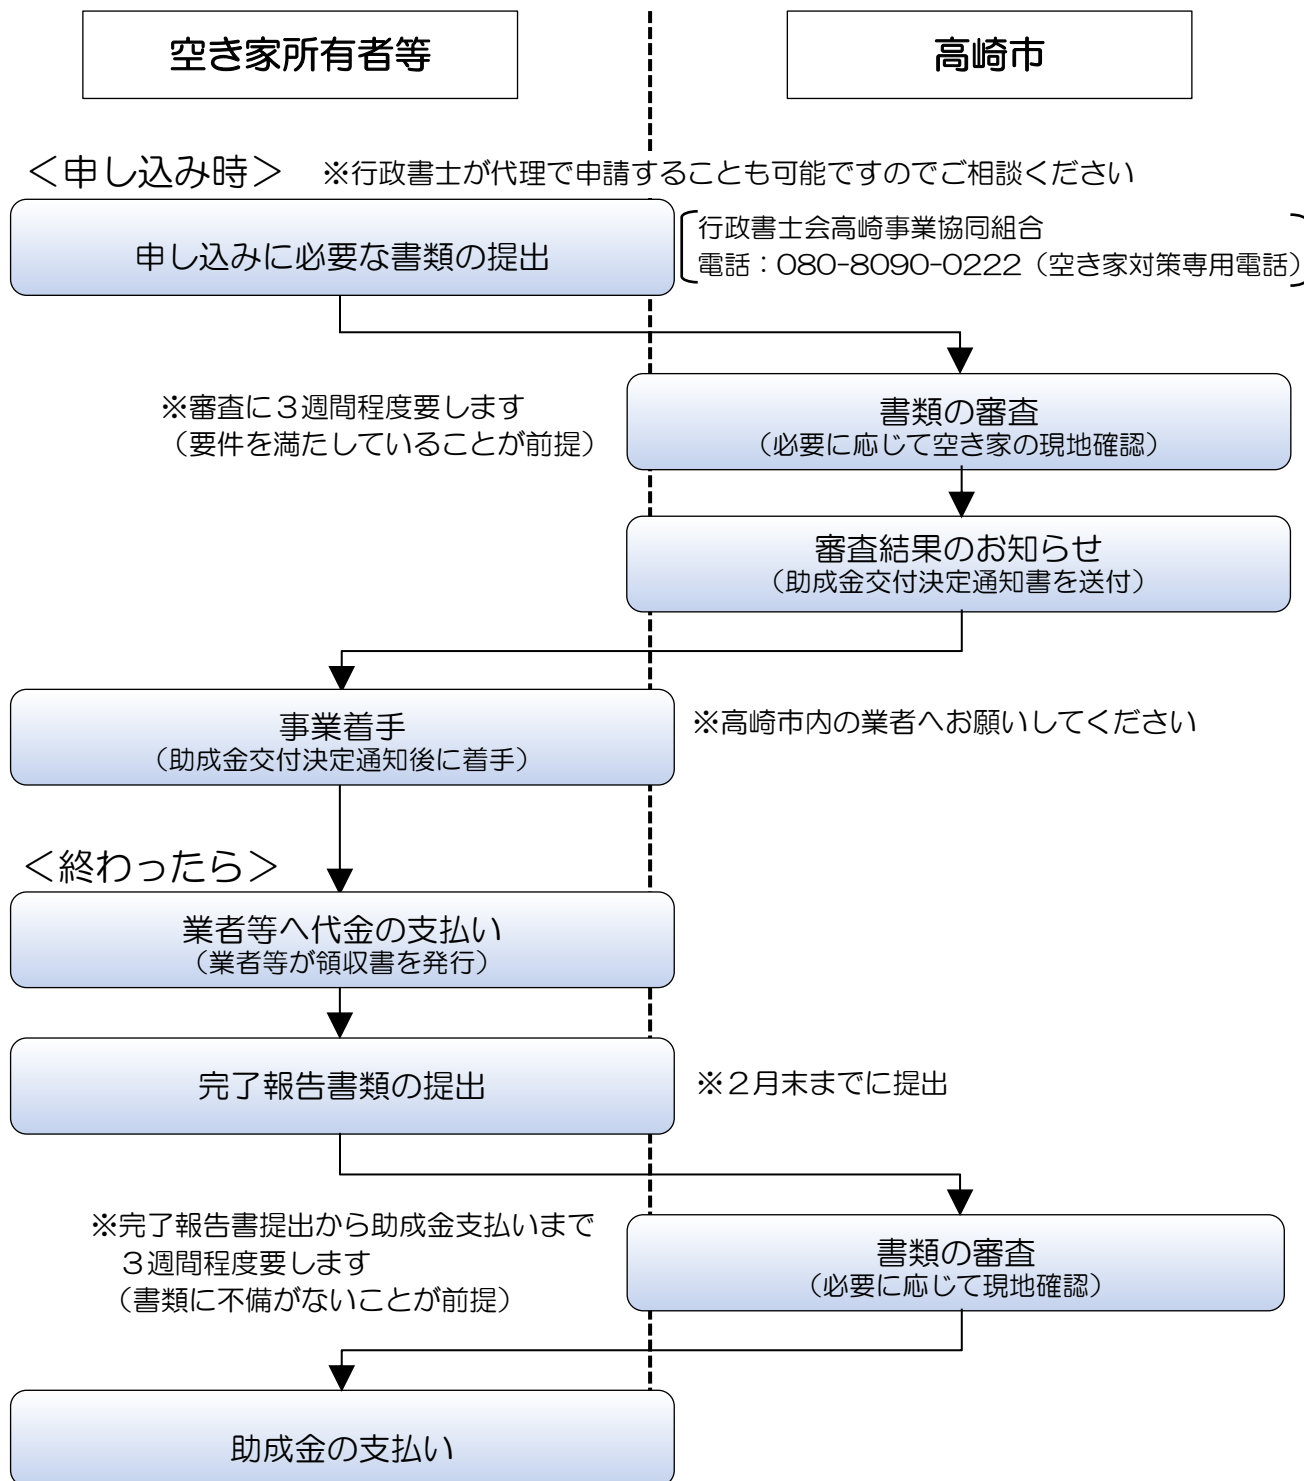 空き家所有者等
高崎市
＜申し込み時＞
※行政書士が代理で申請することも可能ですのでご相談ください
申し込みに必要な書類の提出
行政書士会高崎事業協同組合
電話：080-8090-0222（空き家対策専用電話）
※審査に３週間程度要します
（要件を満たしていることが前提）
書類の審査
（必要に応じて空き家の現地確認）
審査結果のお知らせ
（助成金交付決定通知書を送付）
事業着手
（助成金交付決定通知後に着手）
※高崎市内の業者へお願いしてください
＜終わったら＞
業者等へ代金の支払い
（業者等が領収書を発行）
完了報告書類の提出
※２月末までに提出
※完了報告書提出から助成金支払いまで
３週間程度要します
（書類に不備がないことが前提）
書類の審査
（必要に応じて現地確認）
助成金の支払い